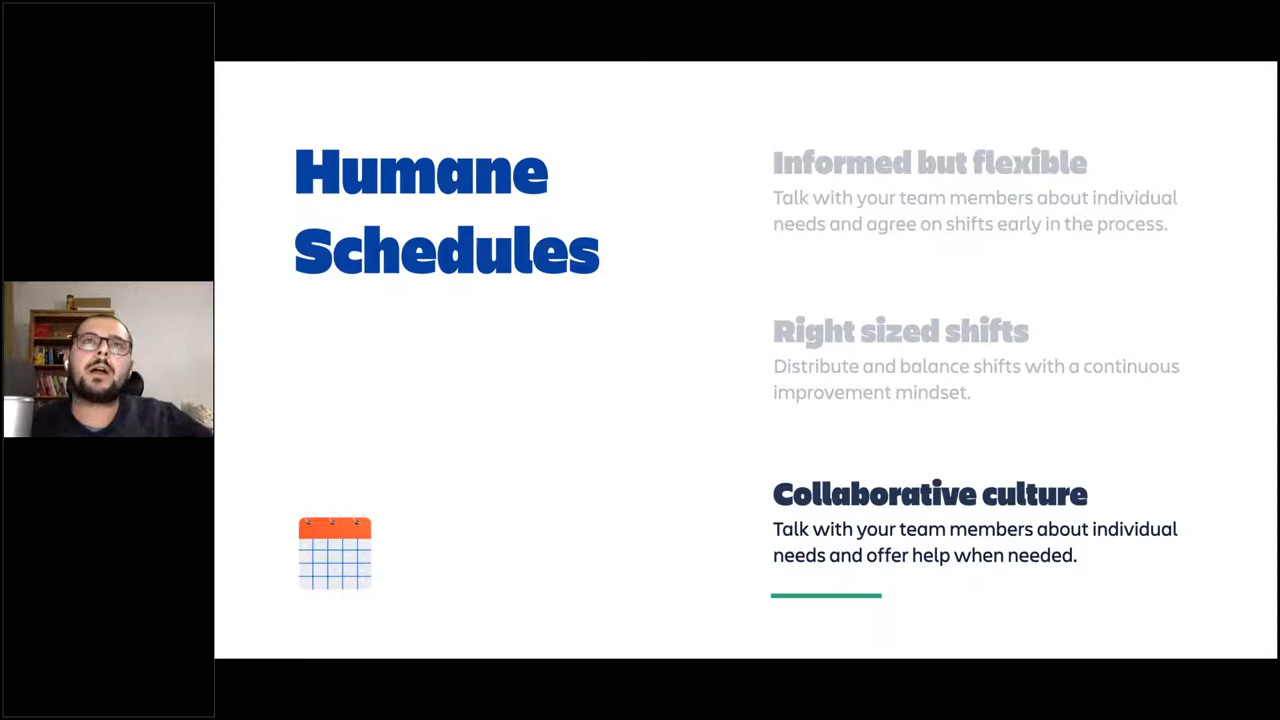 Humane
Schedules
Informed but flexible
Talk with your team members about individual
needs and agree on shifts early in the process.
Right sized shifts
Distribute and balance shifts with a continuous
improvement mindset.
Collaborative culture
Talk with your team members about individual
needs and offer help when needed.